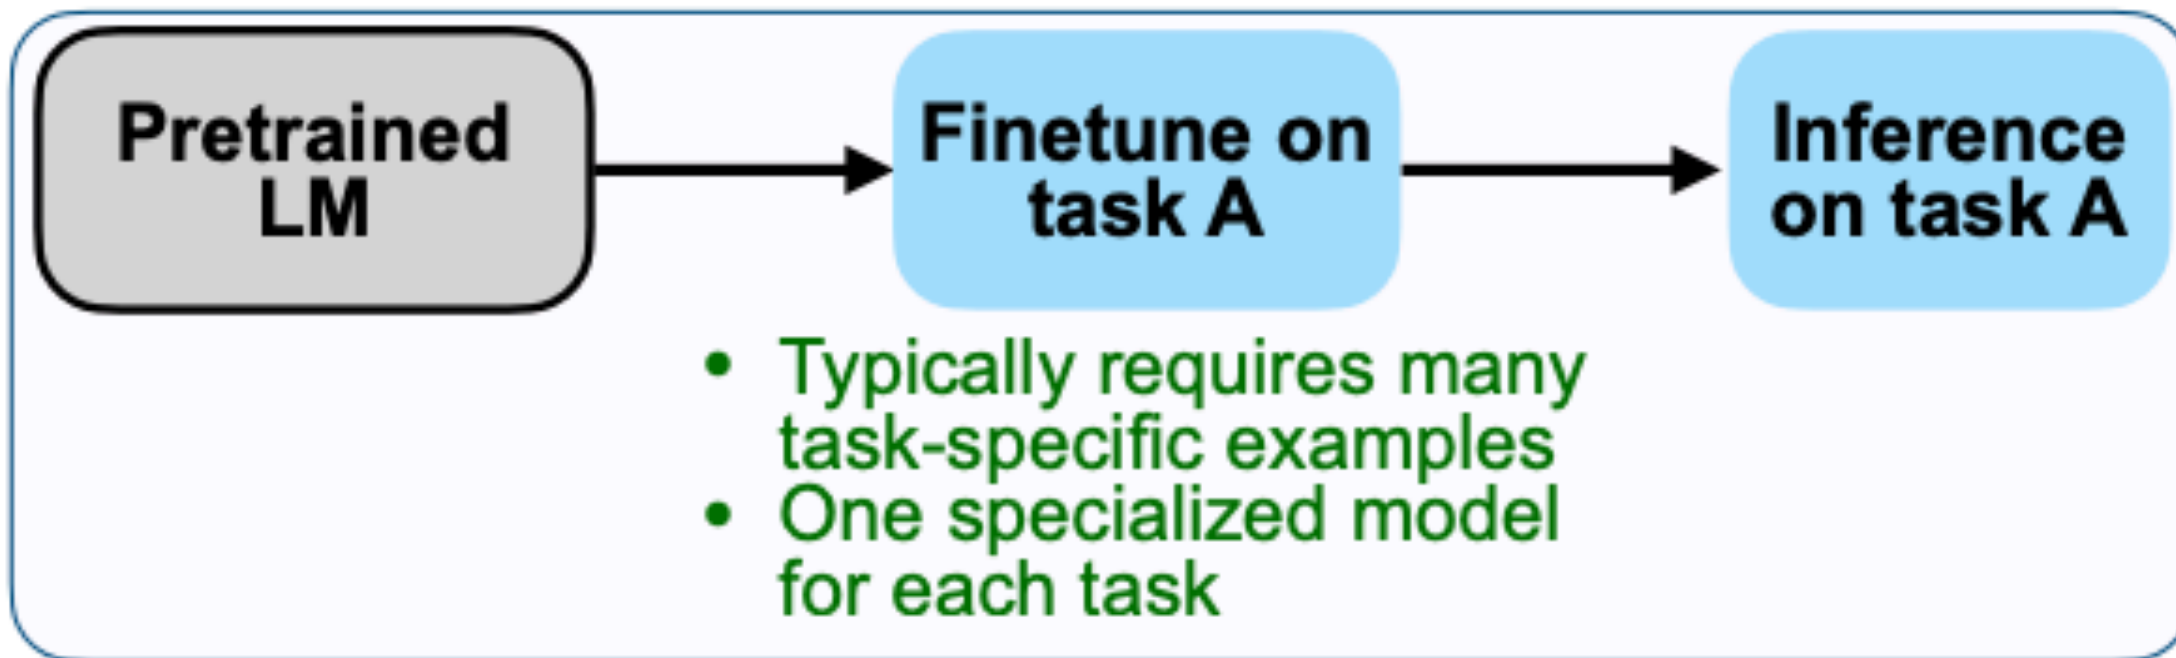 Pretrained
LM
Finetune on
task A
Inference
on task A
• Typically requires many
task-specific examples
• One specialized model
for each task